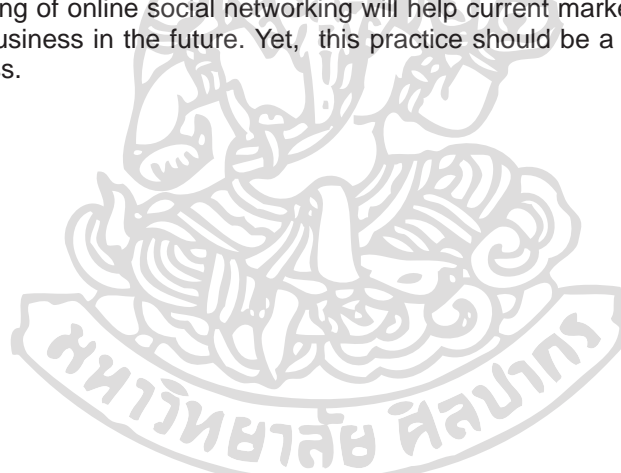 ng of online social networking will help current marke
usiness in the future. Yet, this practice should be a
s.
มหาวิทยาลัย ศิลปากร